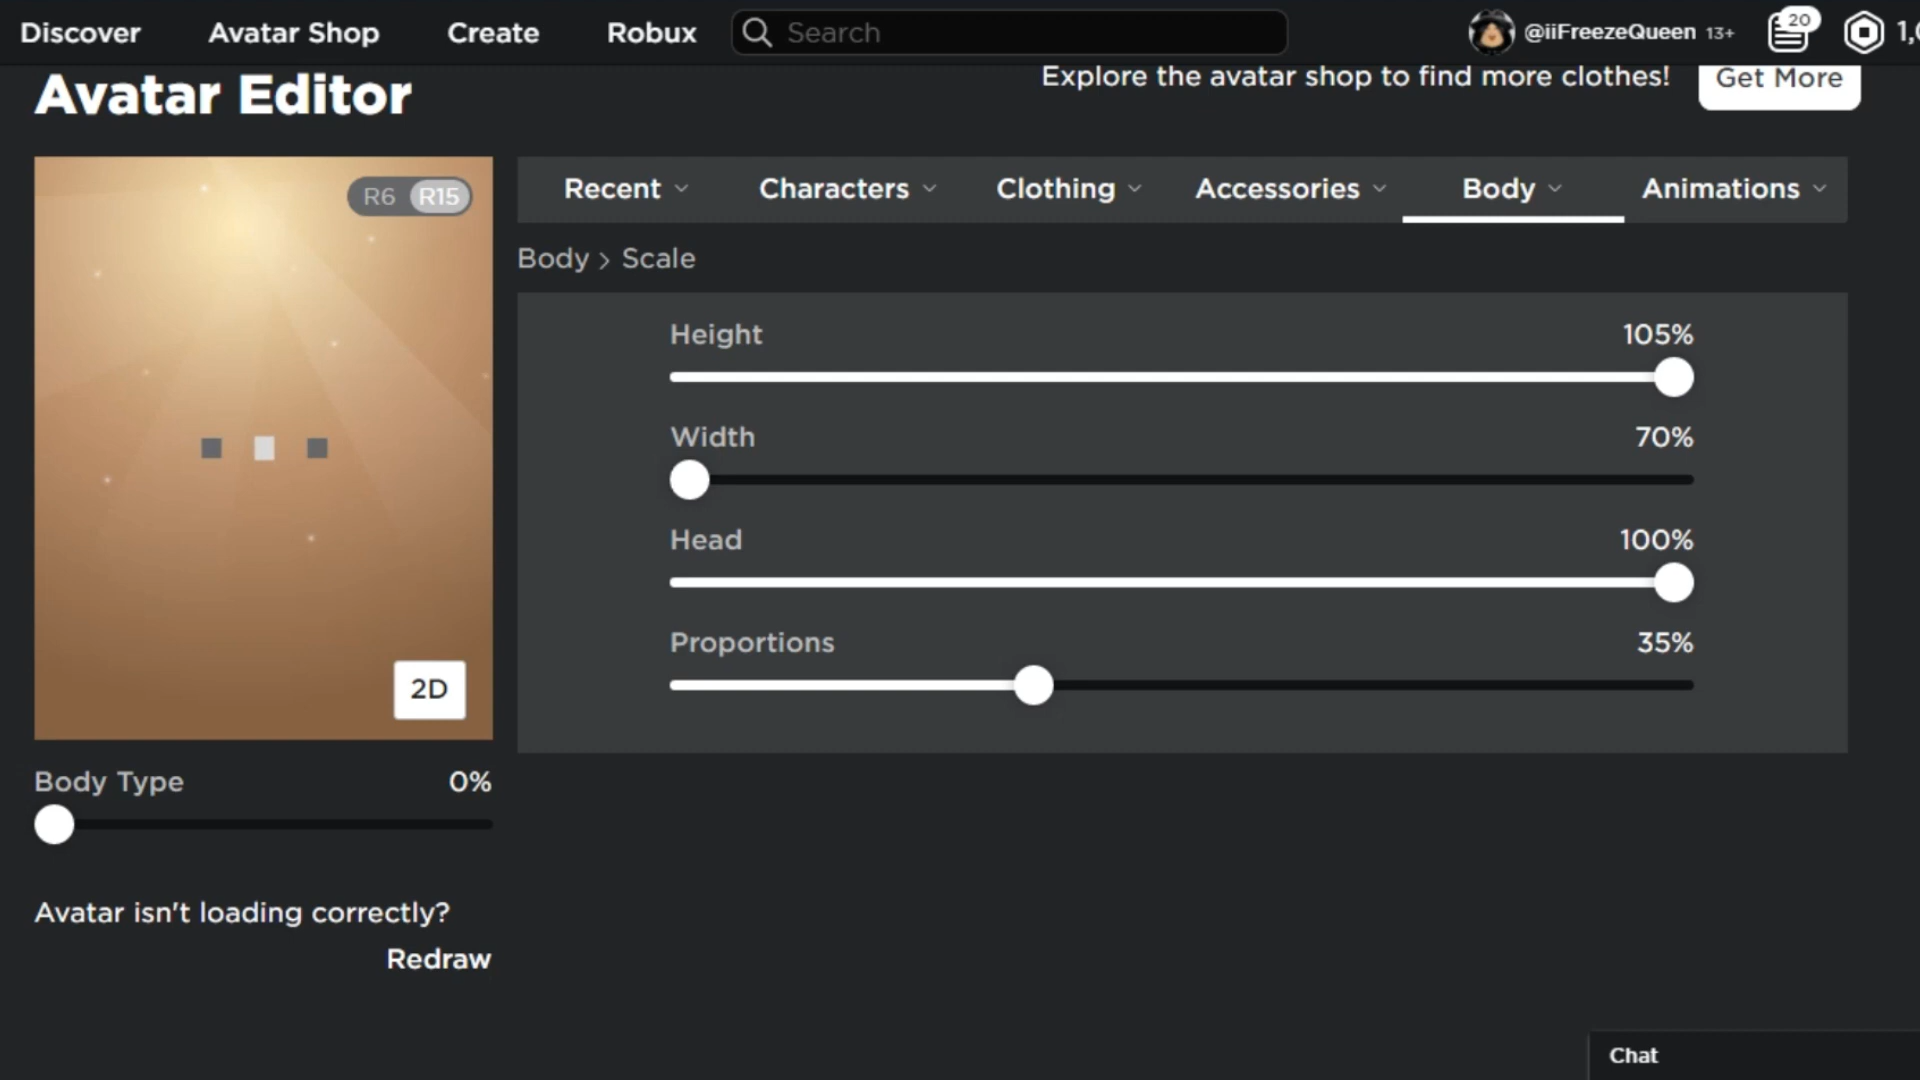 Discover Avatar Shop Create Robux Search @iiFreezeQueen 13+ 20
Avatar Editor
Explore the avatar shop to find more clothes! Get More
R6 R15
Recent Characters Clothing Accessories Body Animations
Body > Scale
Height 105%
Width 70%
Head 100%
Proportions 35%
2D
Body Type 0%
Avatar isn't loading correctly?
Redraw
Chat